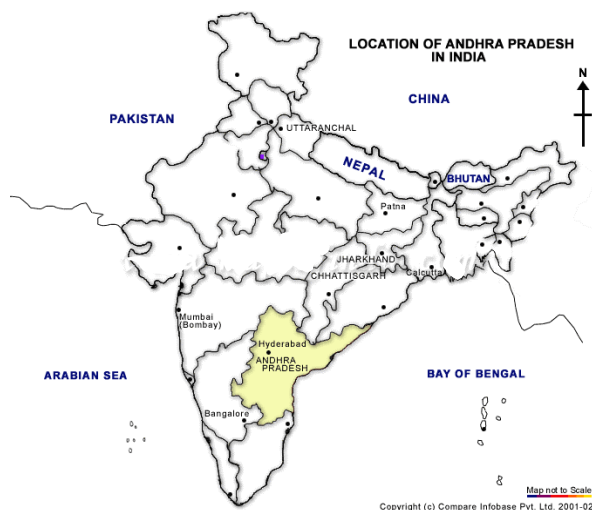 LOCATION OF ANDHRA PRADESH
IN INDIA
N
CHINA
PAKISTAN
UTTARANCHAL
NEPAL
BHUTAN
Patna
JHARKHAND
CHHATTISGARH
Calcutta
Mumbai
(Bombay)
Hyderabad
ANDHRA
PRADESH
ARABIAN SEA
BAY OF BENGAL
Bangalore
Map not to Scale
Copyright (c) Compare Infobase Pvt. Ltd. 2001-02